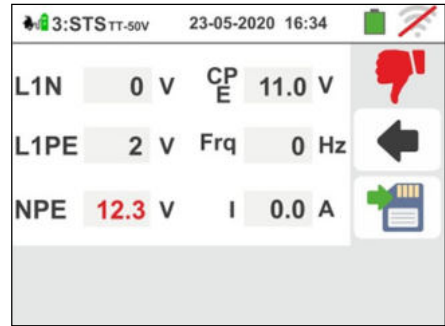 3:STS TT-50V 23-05-2020 16:34
L1N 0 V CPE 11.0 V
L1PE 2 V Frq 0 Hz
NPE 12.3 V I 0.0 A